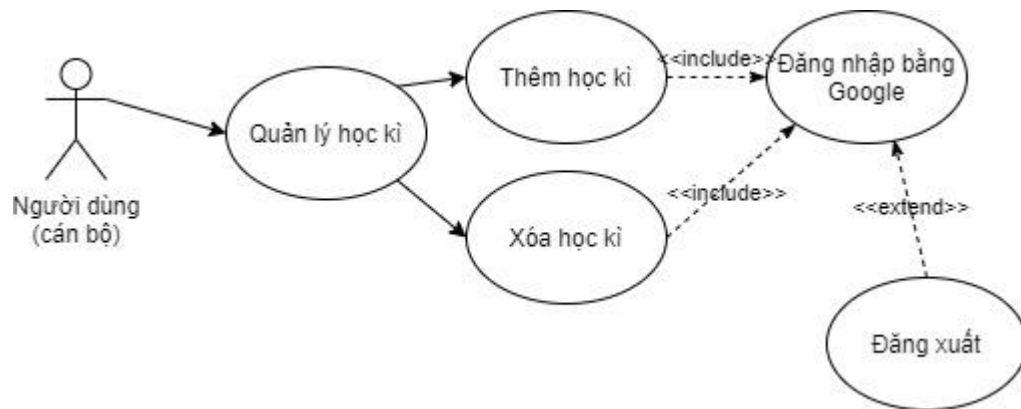 Người dùng
(cán bộ)
Quản lý học kì
Thêm học kì
<<include>>
Đăng nhập bằng
Google
Xóa học kì
<<include>>
<<extend>>
Đăng xuất